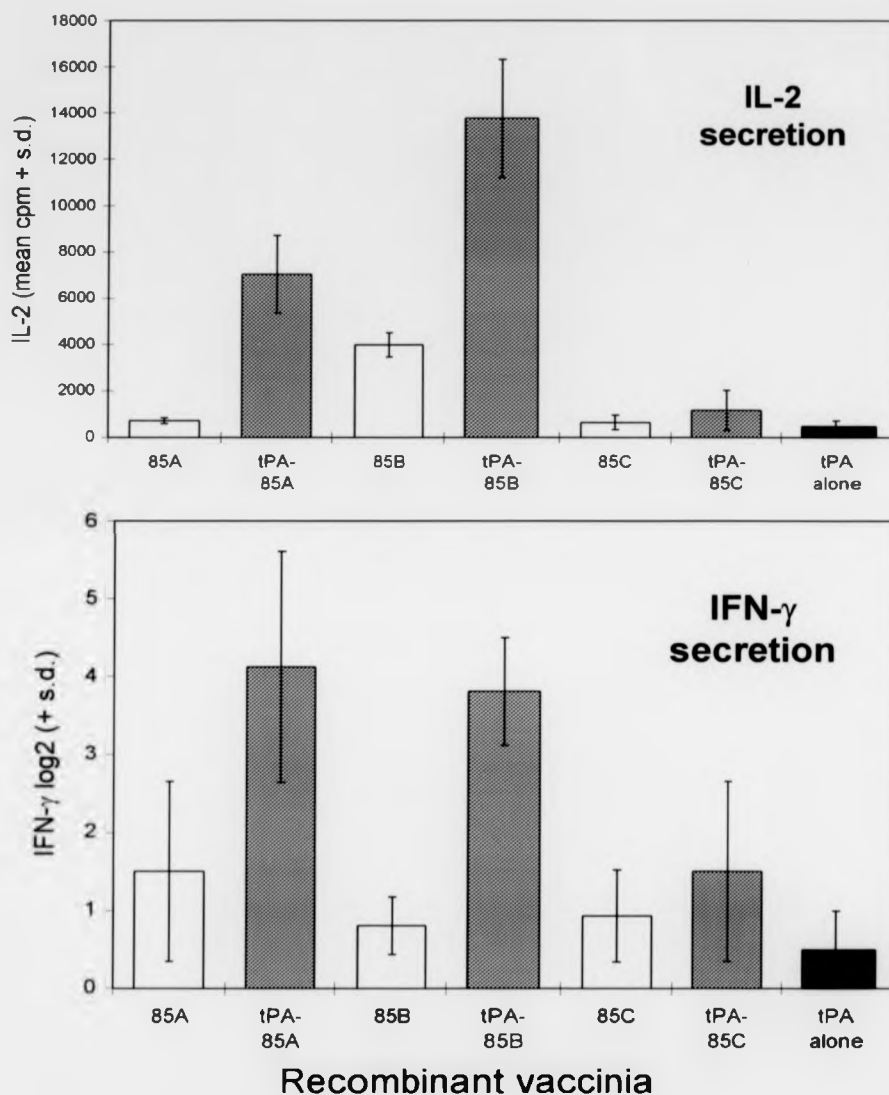 18000
16000
14000
12000
10000
8000
6000
4000
2000
0
IL-2 (mean cpm + s.d.)
IL-2
secretion
85A
tPA-
85A
85B
tPA-
85B
85C
tPA-
85C
tPA
alone
6
5
4
3
2
1
0
IFN-γ log2 (+ s.d.)
IFN-γ
secretion
85A
tPA-
85A
85B
tPA-
85B
85C
tPA-
85C
tPA
alone
Recombinant vaccinia